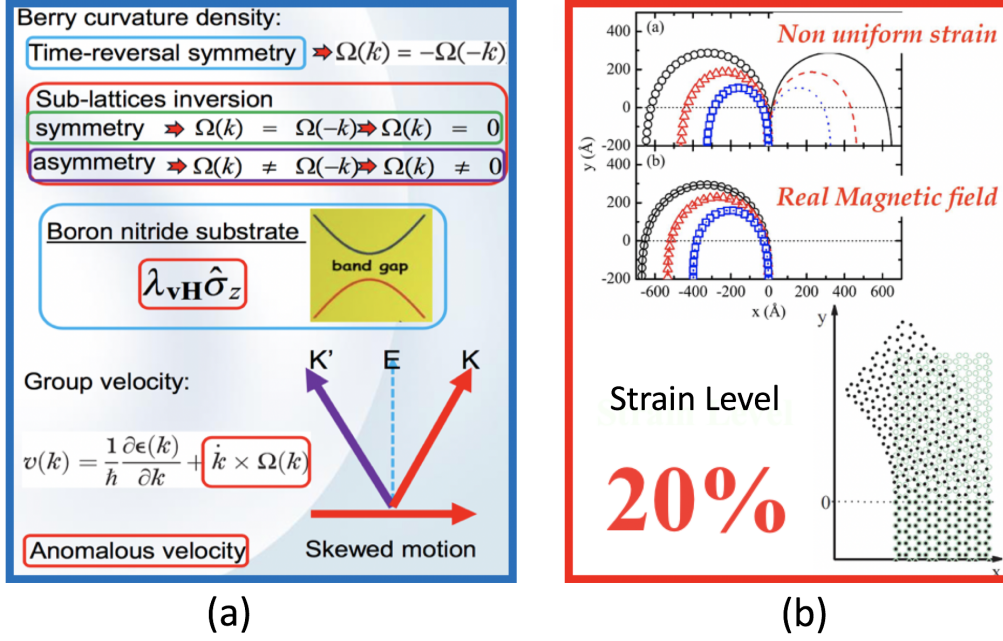 Berry curvature density:
Time-reversal symmetry ➨ Ω(k) = −Ω(−k)
Sub-lattices inversion
symmetry ➨ Ω(k) = Ω(−k) ➨ Ω(k) = 0
asymmetry ➨ Ω(k) ≠ Ω(−k) ➨ Ω(k) ≠ 0
Boron nitride substrate
band gap
λvHσ̂z
K' E K
Group velocity:
v(k) = 1/ħ ∂ϵ(k)/∂k + k̇ × Ω(k)
Anomalous velocity
Skewed motion
(a)
(a)
Non uniform strain
400
200
0
-200
y (Å)
(b)
Real Magnetic field
400
200
0
-200
-600 -400 -200 0 200 400 600
x (Å)
y
Strain Level
20%
0
x
(b)